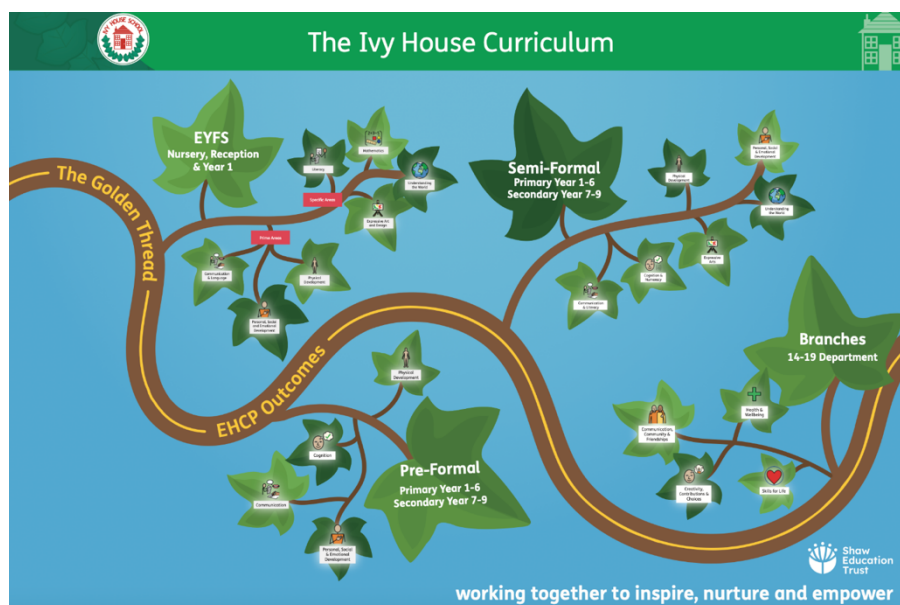 IVY HOUSE SCHOOL
The Ivy House Curriculum
The Golden Thread
EHCP Outcomes
EYFS
Nursery, Reception
& Year 1
Literacy
Mathematics
Understanding
the World
Specific Areas
Expressive Art
and Design
Prime Areas
Communication
& Language
Physical
Development
Personal, Social
and Emotional
Development
Semi-Formal
Primary Year 1-6
Secondary Year 7-9
Physical
Development
Personal, Social
& Emotional
Development
Understanding
the World
Expressive
Arts
Cognition &
Numeracy
Communication
& Literacy
Pre-Formal
Primary Year 1-6
Secondary Year 7-9
Physical
Development
Cognition
Communication
Personal, Social
& Emotional
Development
Branches
14-19 Department
Health &
Wellbeing
Communication,
Community &
Friendships
Creativity,
Contributions &
Choices
Skills for Life
Shaw
Education
Trust
working together to inspire, nurture and empower